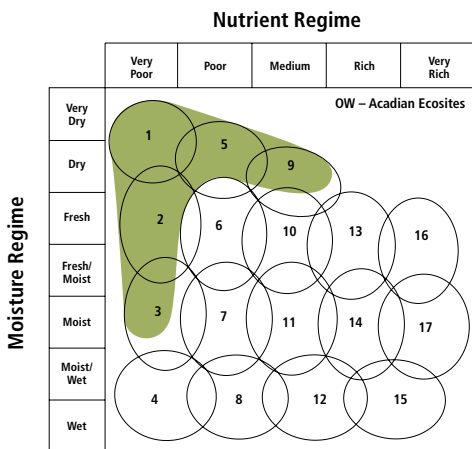 Nutrient Regime
Very Poor
Poor
Medium
Rich
Very Rich
OW – Acadian Ecosites
Moisture Regime
Very Dry
Dry
Fresh
Fresh/ Moist
Moist
Moist/ Wet
Wet
1
5
9
2
6
10
13
16
3
7
11
14
17
4
8
12
15